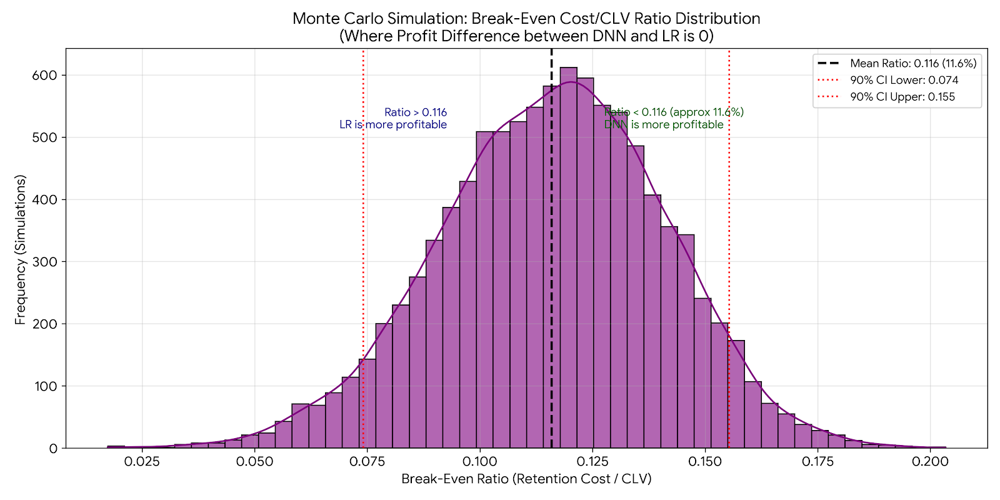 Monte Carlo Simulation: Break-Even Cost/CLV Ratio Distribution
(Where Profit Difference between DNN and LR is 0)
Mean Ratio: 0.116 (11.6%)
90% CI Lower: 0.074
90% CI Upper: 0.155
Ratio > 0.116
LR is more profitable
Ratio < 0.116 (approx 11.6%)
DNN is more profitable
Frequency (Simulations)
600
500
400
300
200
100
0
0.025
0.050
0.075
0.100
0.125
0.150
0.175
0.200
Break-Even Ratio (Retention Cost / CLV)